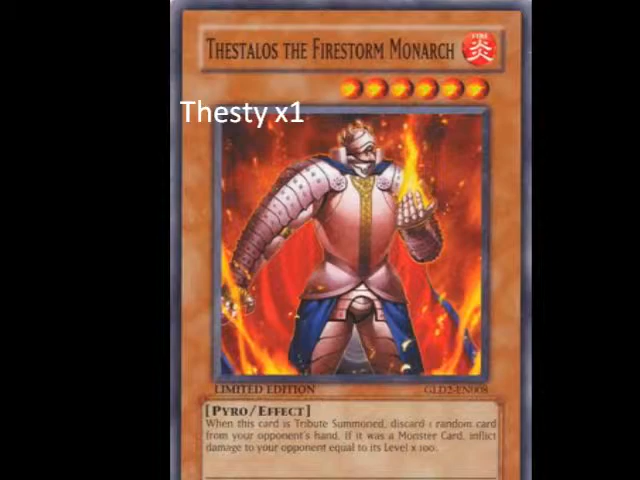 THESTALOS THE FIRESTORM MONARCH
FIRE
炎
Thesty x1
LIMITED EDITION
GLD2-EN008
[PYRO/EFFECT]
When this card is Tribute Summoned, discard 1 random card
from your opponent's hand. If it was a Monster Card, inflict
damage to your opponent equal to its Level x 100.